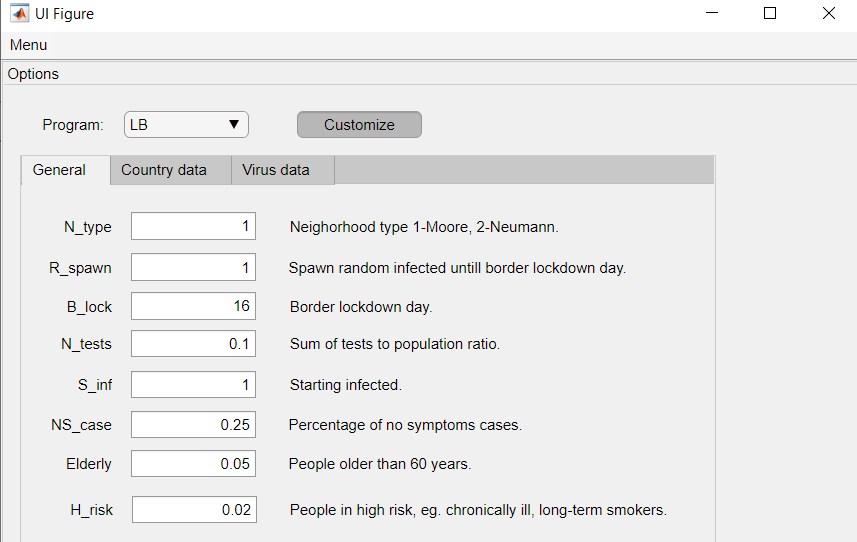 UI Figure
Menu
Options
Program: LB Customize
General Country data Virus data
N_type 1 Neighorhood type 1-Moore, 2-Neumann.
R_spawn 1 Spawn random infected untill border lockdown day.
B_lock 16 Border lockdown day.
N_tests 0.1 Sum of tests to population ratio.
S_inf 1 Starting infected.
NS_case 0.25 Percentage of no symptoms cases.
Elderly 0.05 People older than 60 years.
H_risk 0.02 People in high risk, eg. chronically ill, long-term smokers.